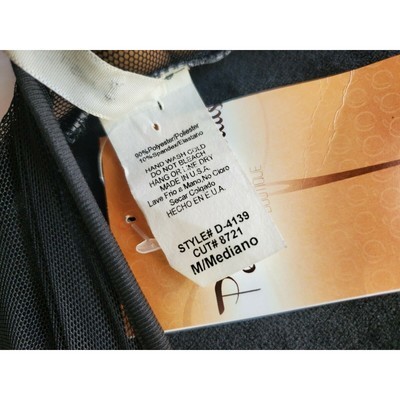 90%Polyester/Poliester
10%Spandex/Elastano
HAND WASH COLD
DO NOT BLEACH
HANG OR LINE DRY
MADE IN U.S.A.
Lave Frio a Mano,No Cloro
Secar Colgado
HECHO EN E.U.A.
STYLE# D-4139
CUT# 8721
M/Mediano